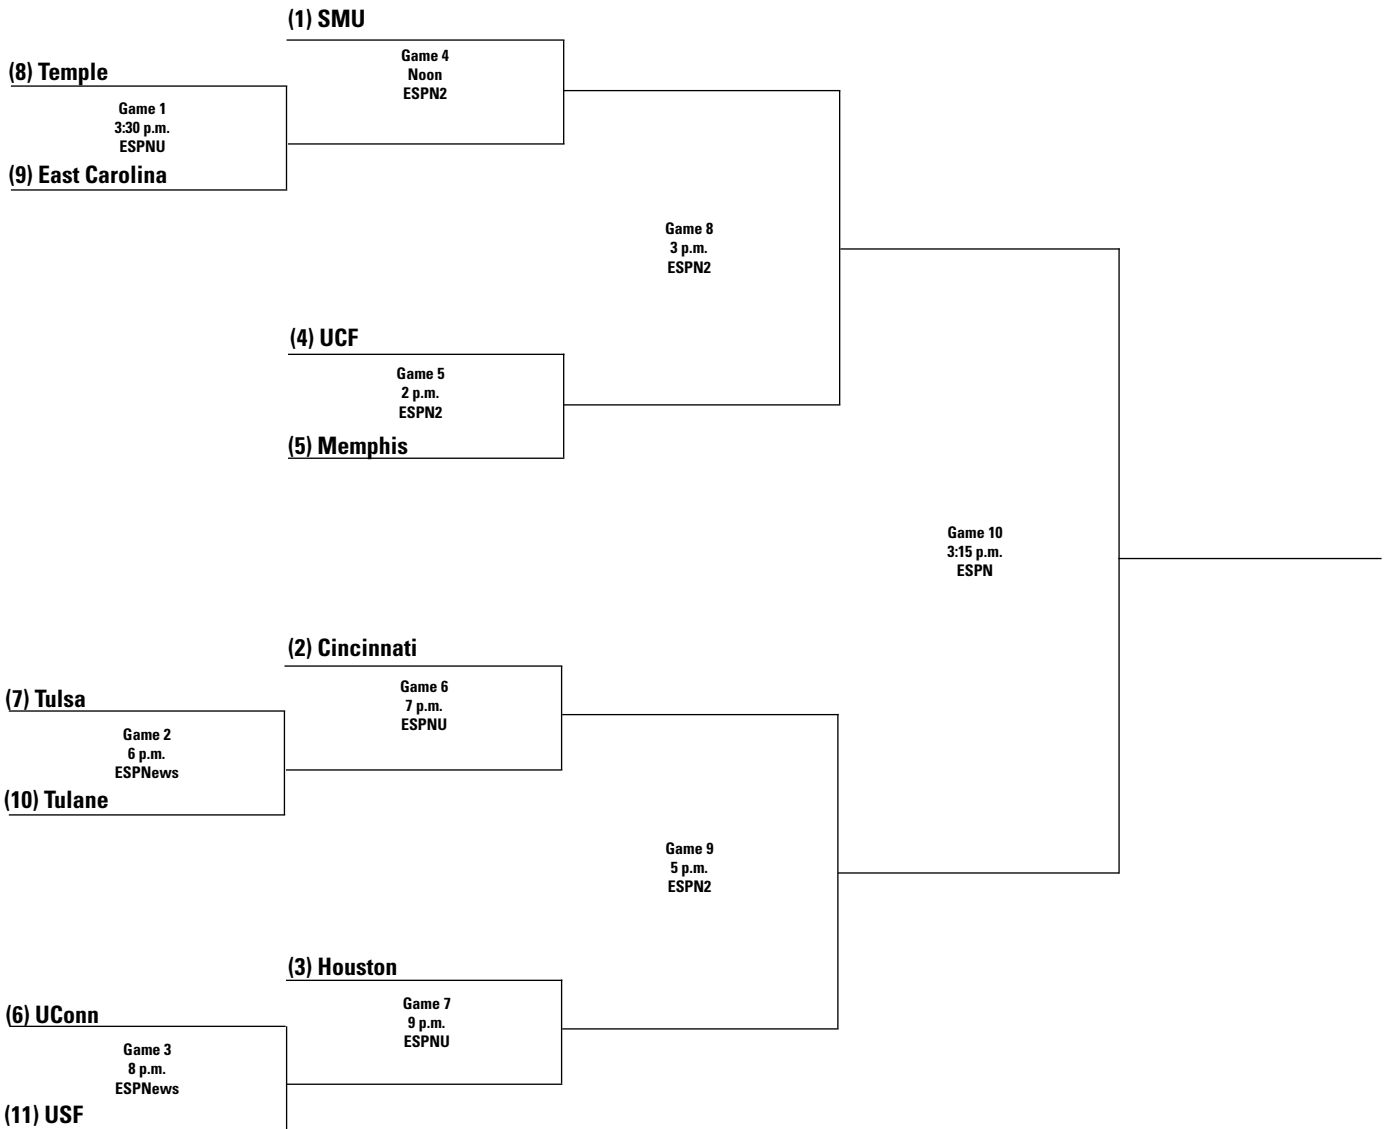 (1) SMU
Game 4
Noon
ESPN2
(8) Temple
Game 1
3:30 p.m.
ESPNU
(9) East Carolina
Game 8
3 p.m.
ESPN2
(4) UCF
Game 5
2 p.m.
ESPN2
(5) Memphis
Game 10
3:15 p.m.
ESPN
(2) Cincinnati
Game 6
7 p.m.
ESPNU
(7) Tulsa
Game 2
6 p.m.
ESPNews
(10) Tulane
Game 9
5 p.m.
ESPN2
(3) Houston
Game 7
9 p.m.
ESPNU
(6) UConn
Game 3
8 p.m.
ESPNews
(11) USF